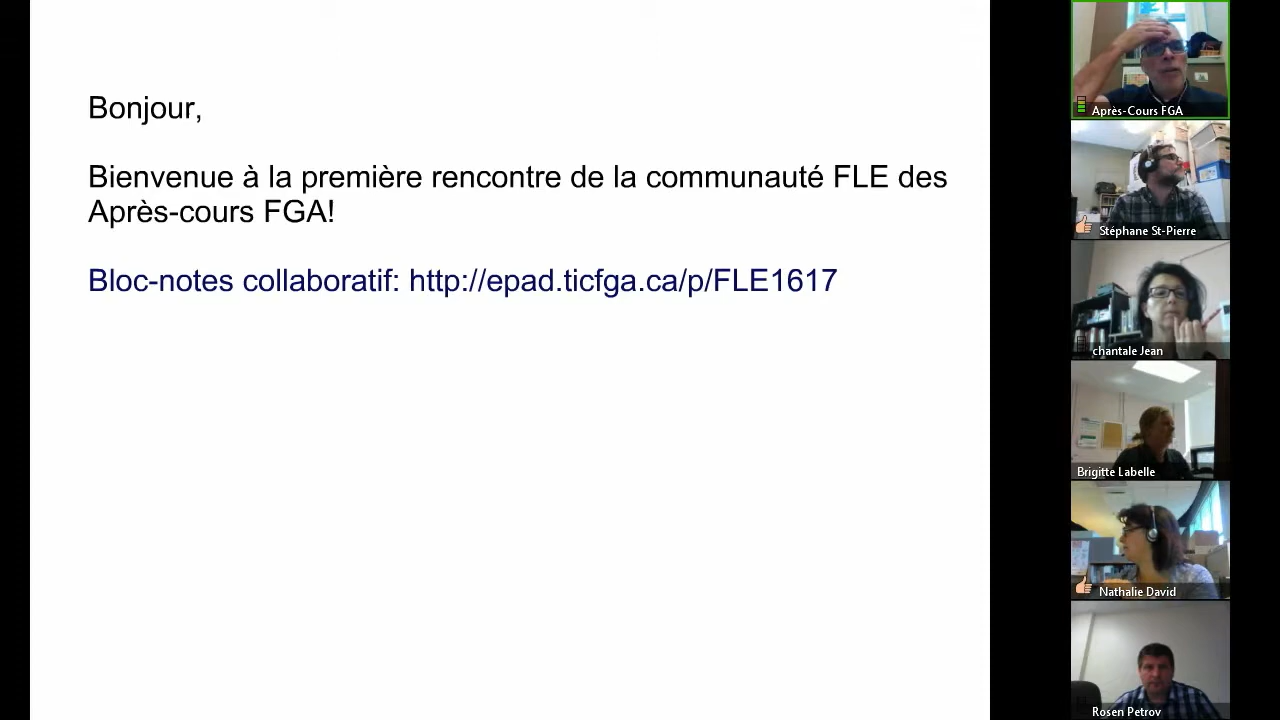 Bonjour,
Bienvenue à la première rencontre de la communauté FLE des
Après-cours FGA!
Bloc-notes collaboratif: http://epad.ticfga.ca/p/FLE1617
Après-Cours FGA
Stéphane St-Pierre
chantale Jean
Brigitte Labelle
Nathalie David
Rosen Petrov